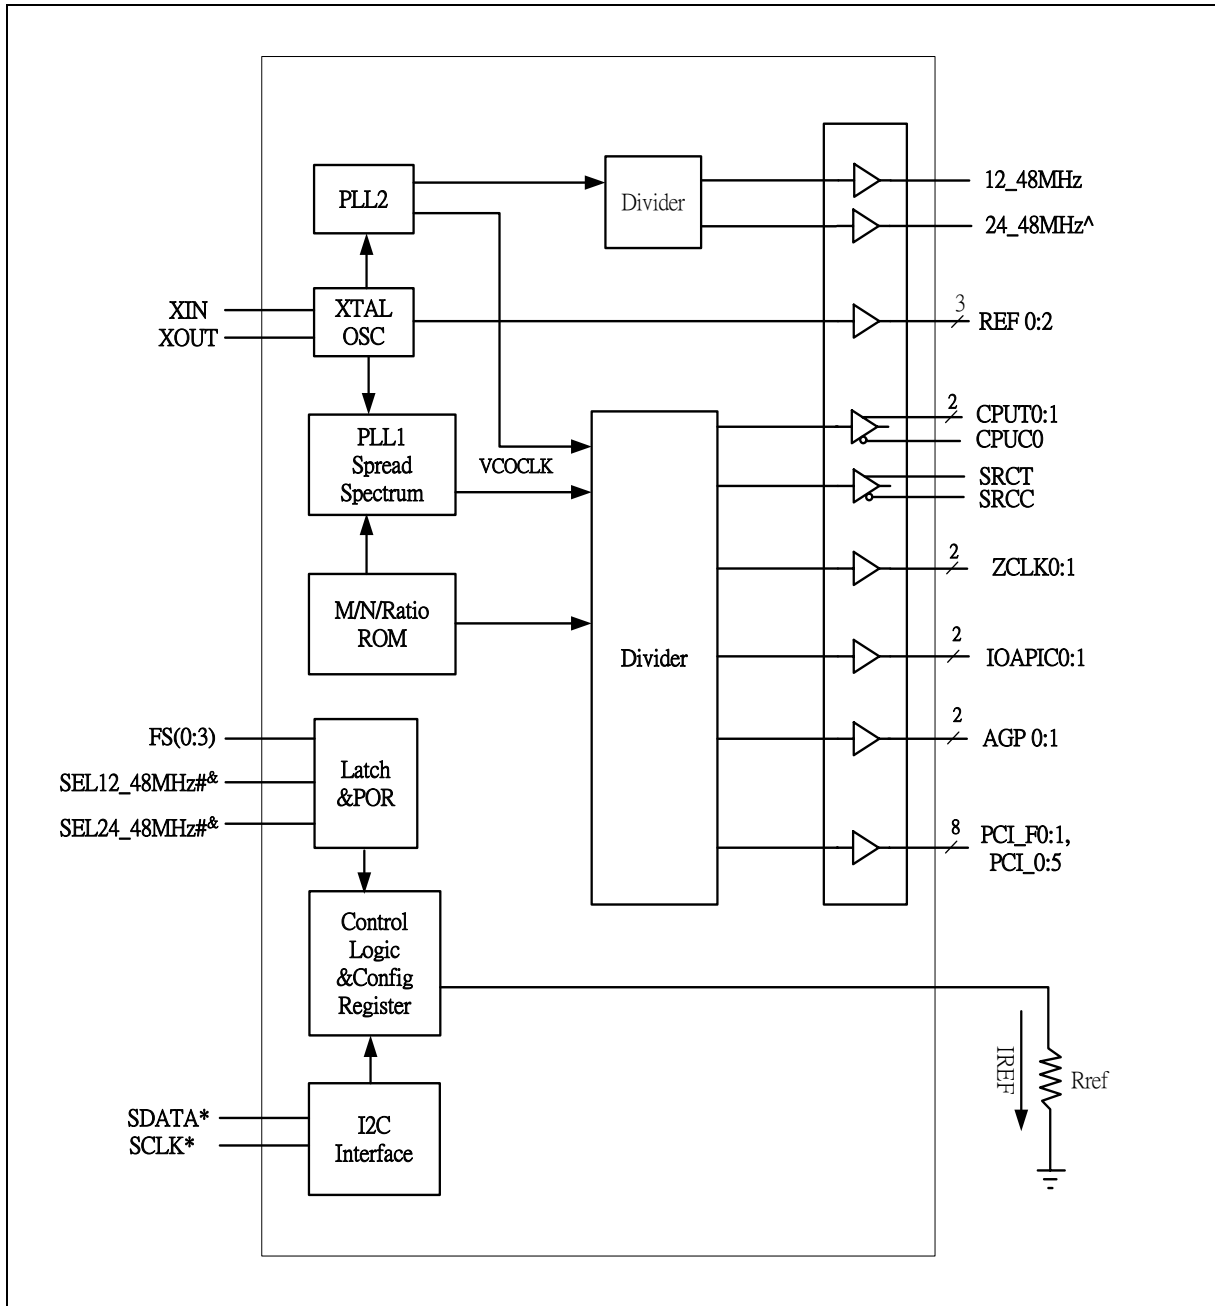 PLL2
Divider
12_48MHz
24_48MHz^
XIN
XOUT
XTAL
OSC
3
REF 0:2
PLL1
Spread
Spectrum
VCOCLK
2
CPUT0:1
CPUC0
SRCT
SRCC
2
ZCLK0:1
M/N/Ratio
ROM
Divider
2
IOAPIC0:1
2
AGP 0:1
8
PCI_F0:1,
PCI_0:5
FS(0:3)
SEL12_48MHz#&
SEL24_48MHz#&
Latch
&POR
Control
Logic
&Config
Register
IREF
Rref
SDATA*
SCLK*
I2C
Interface